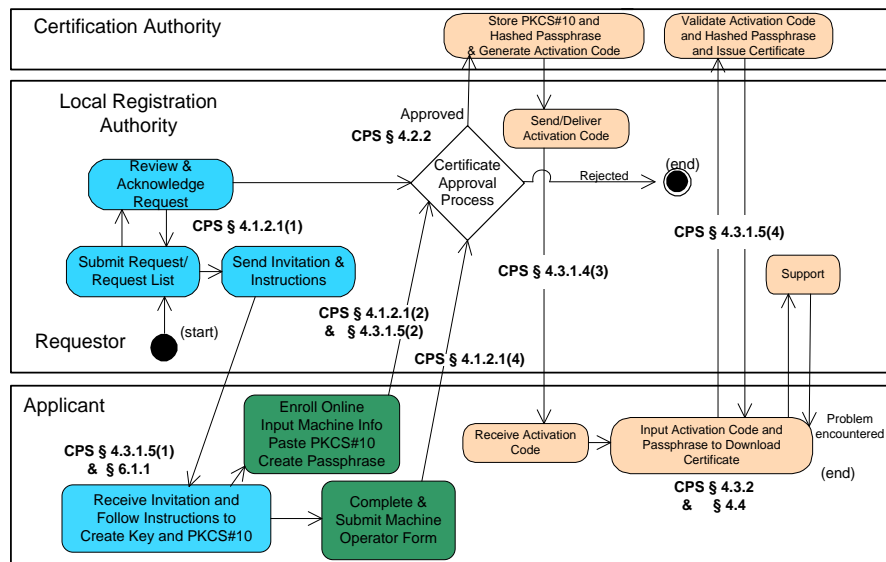 Certification Authority
Store PKCS#10 and
Hashed Passphrase
& Generate Activation Code
Validate Activation Code
and Hashed Passphrase
and Issue Certificate
Local Registration
Authority
Approved
CPS § 4.2.2
Send/Deliver
Activation Code
Review &
Acknowledge
Request
Certificate
Approval
Process
Rejected
(end)
CPS § 4.1.2.1(1)
CPS § 4.3.1.5(4)
Submit Request/
Request List
Send Invitation &
Instructions
CPS § 4.3.1.4(3)
Support
CPS § 4.1.2.1(2)
& § 4.3.1.5(2)
Requestor
(start)
CPS § 4.1.2.1(4)
Applicant
Enroll Online
Input Machine Info
Paste PKCS#10
Create Passphrase
Receive Activation
Code
Input Activation Code and
Passphrase to Download
Certificate
Problem
encountered
(end)
CPS § 4.3.1.5(1)
& § 6.1.1
CPS § 4.3.2
& § 4.4
Receive Invitation and
Follow Instructions to
Create Key and PKCS#10
Complete &
Submit Machine
Operator Form